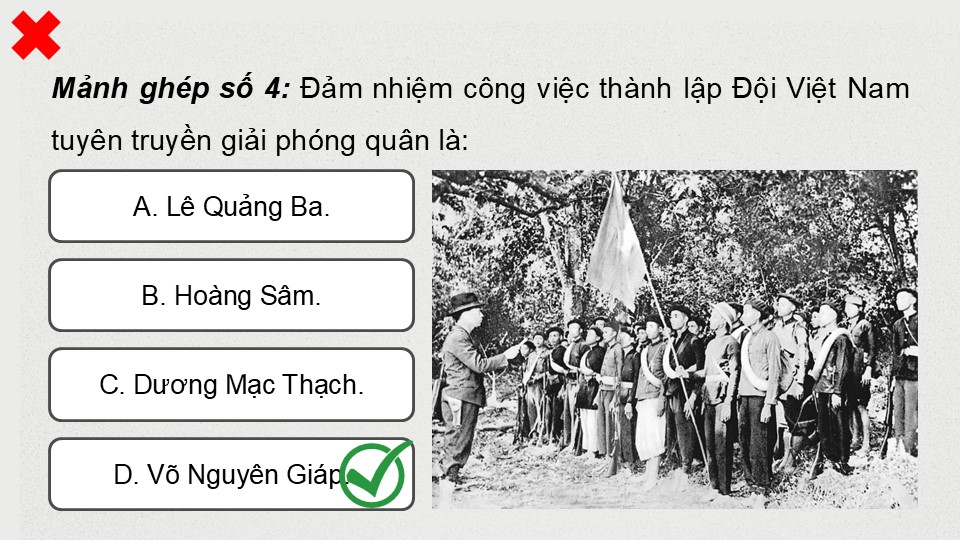 Mảnh ghép số 4: Đảm nhiệm công việc thành lập Đội Việt Nam
tuyên truyền giải phóng quân là:
A. Lê Quảng Ba.
B. Hoàng Sâm.
C. Dương Mạc Thạch.
D. Võ Nguyên Giáp.